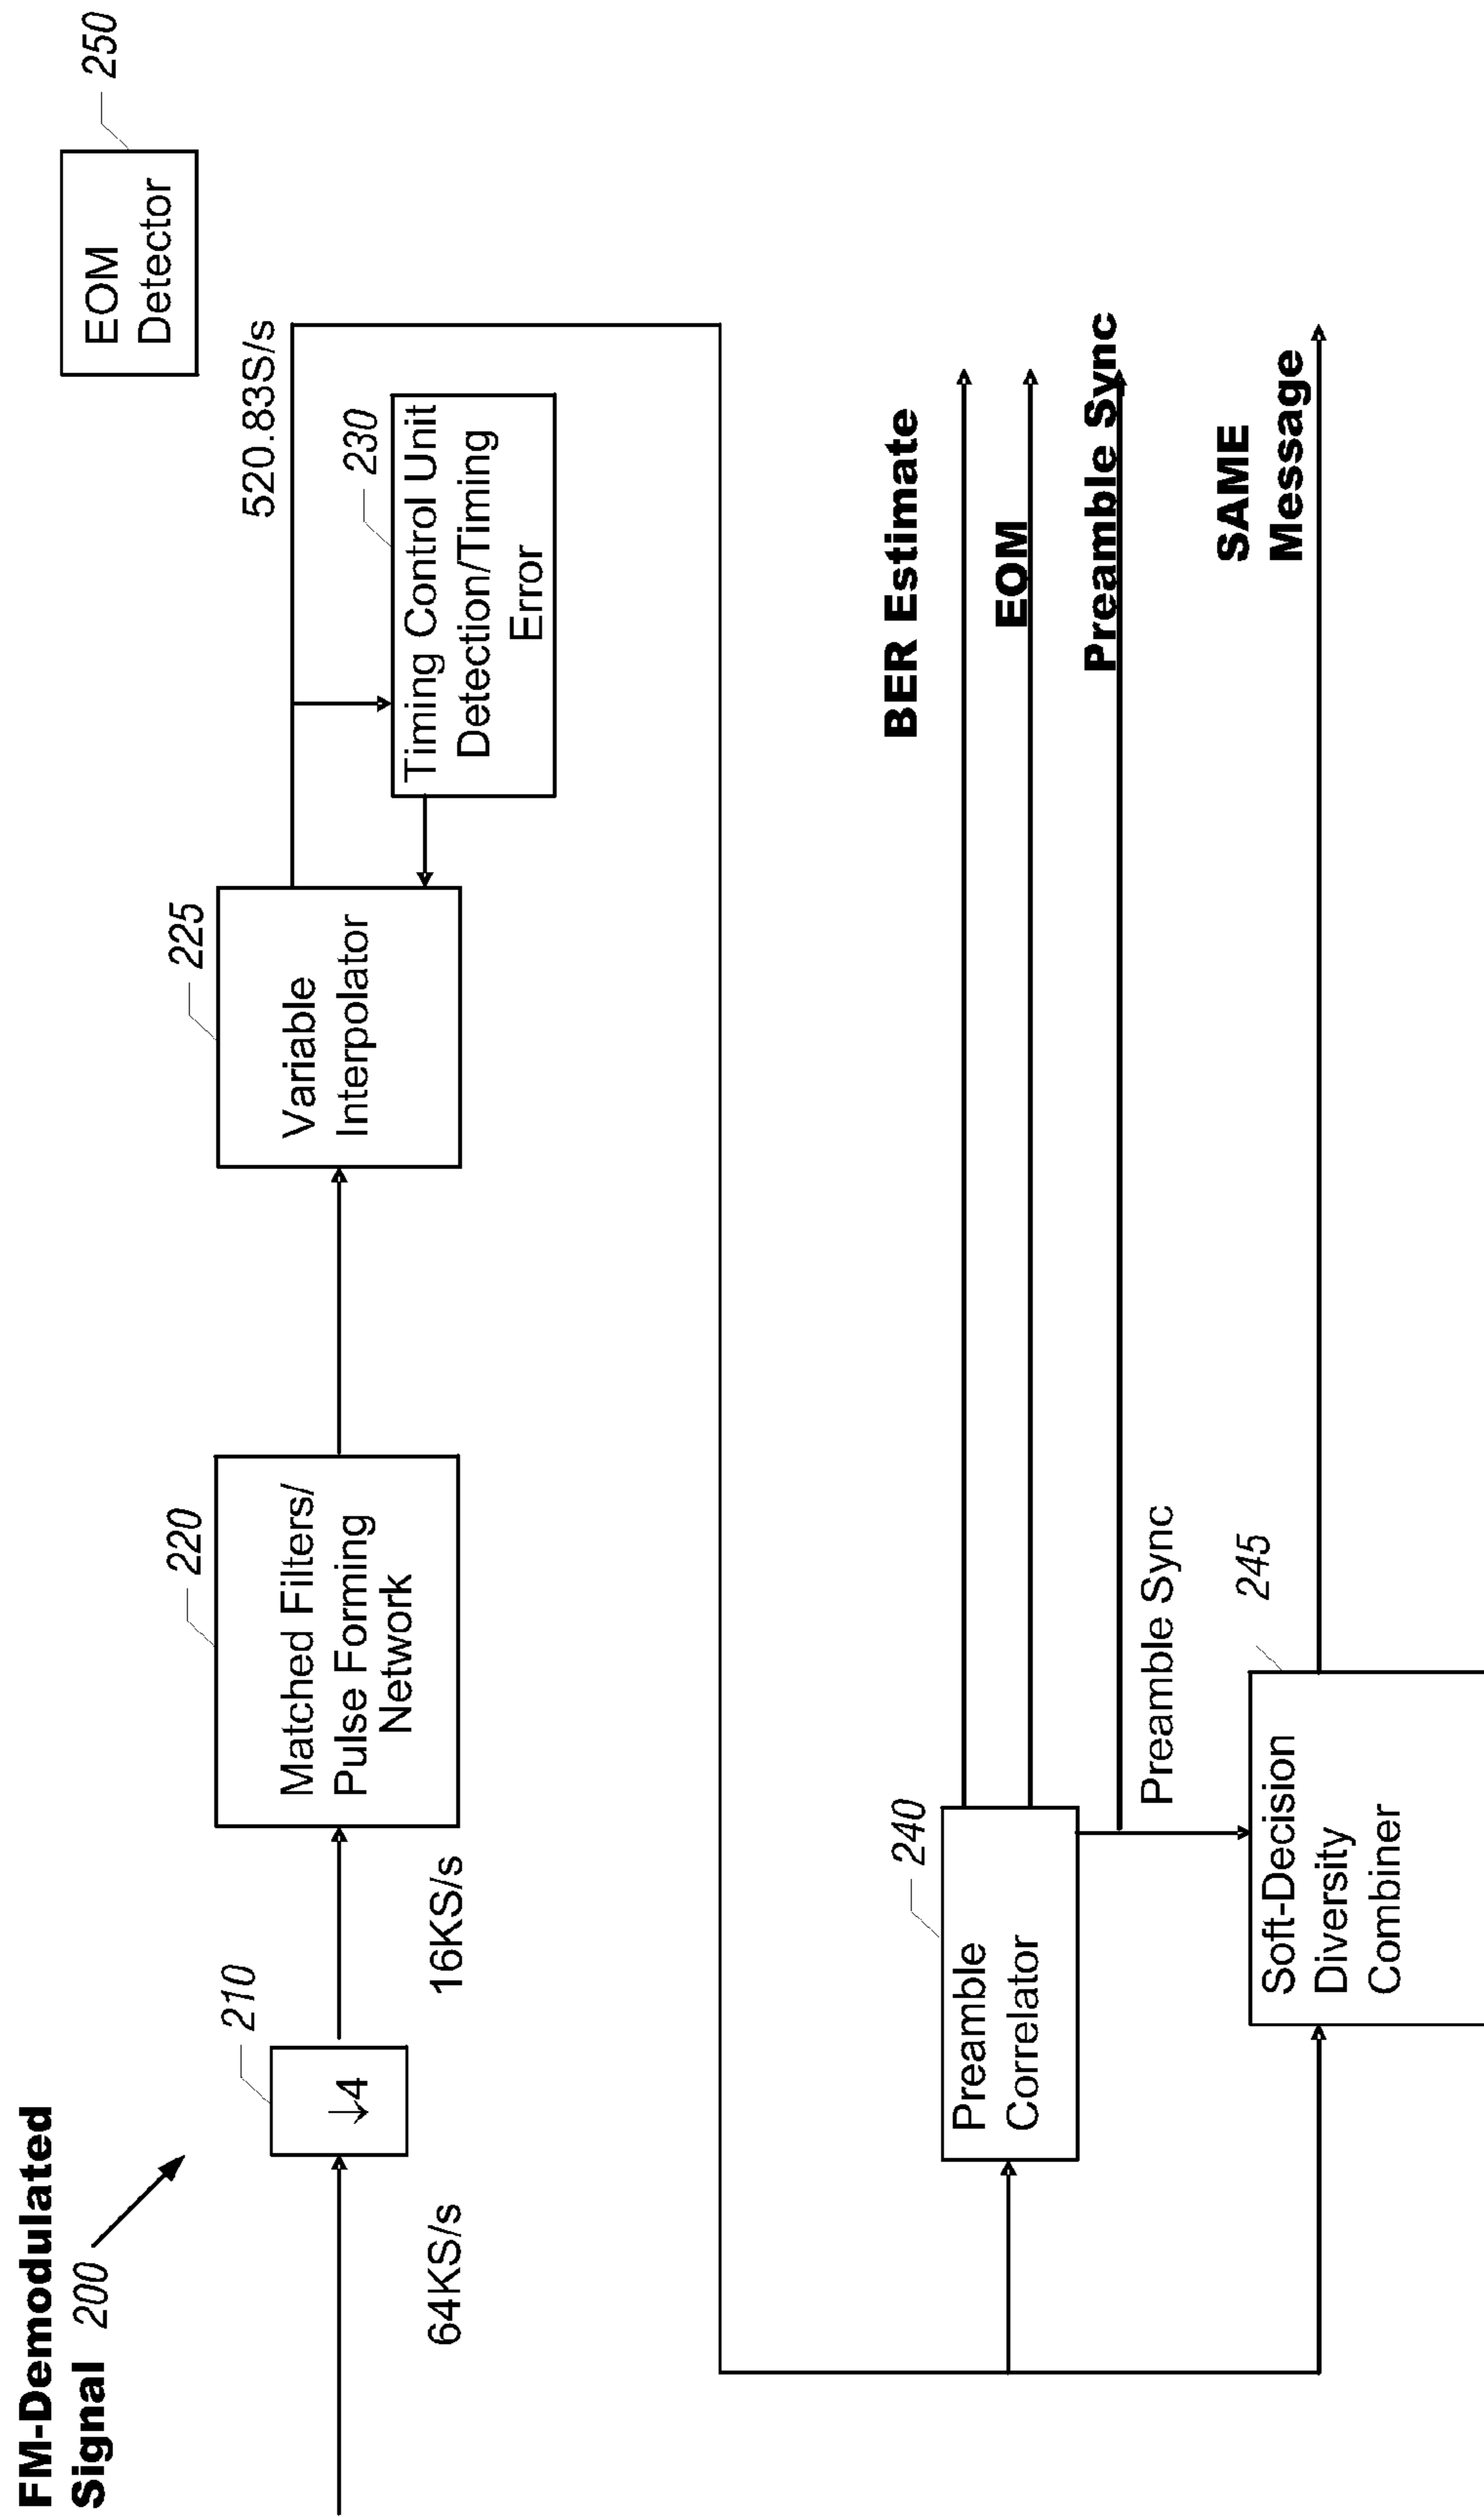 FM-Demodulated
Signal 200
64KS/s
210
↓4
16KS/s
220
Matched Filters/
Pulse Forming
Network
225
Variable
Interpolator
520.83S/s
230
Timing Control Unit
Detection/Timing
Error
250
EOM
Detector
240
Preamble
Correlator
BER Estimate
EOM
Preamble Sync
Preamble Sync
245
Soft-Decision
Diversity
Combiner
SAME
Message